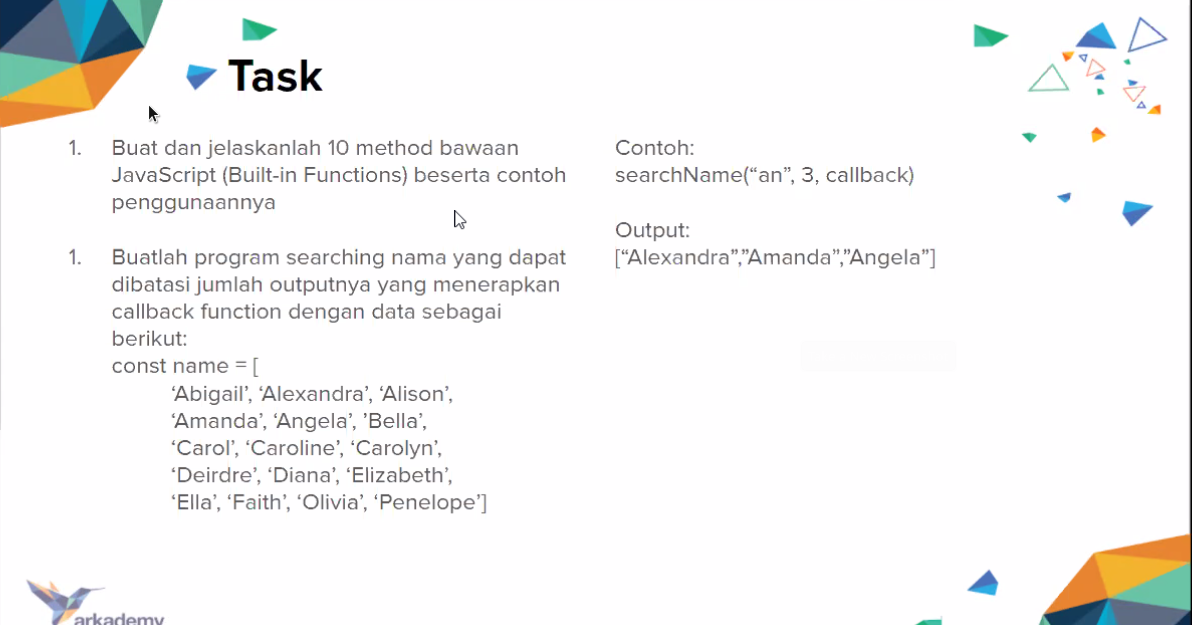 Task
1. Buat dan jelaskanlah 10 method bawaan
JavaScript (Built-in Functions) beserta contoh
penggunaannya
1. Buatlah program searching nama yang dapat
dibatasi jumlah outputnya yang menerapkan
callback function dengan data sebagai
berikut:
const name = [
‘Abigail’, ‘Alexandra’, ‘Alison’,
‘Amanda’, ‘Angela’, ’Bella’,
‘Carol’, ‘Caroline’, ‘Carolyn’,
‘Deirdre’, ‘Diana’, ‘Elizabeth’,
‘Ella’, ‘Faith’, ‘Olivia’, ‘Penelope’]
Contoh:
searchName(“an”, 3, callback)
Output:
[“Alexandra”,”Amanda”,”Angela”]
arkademy